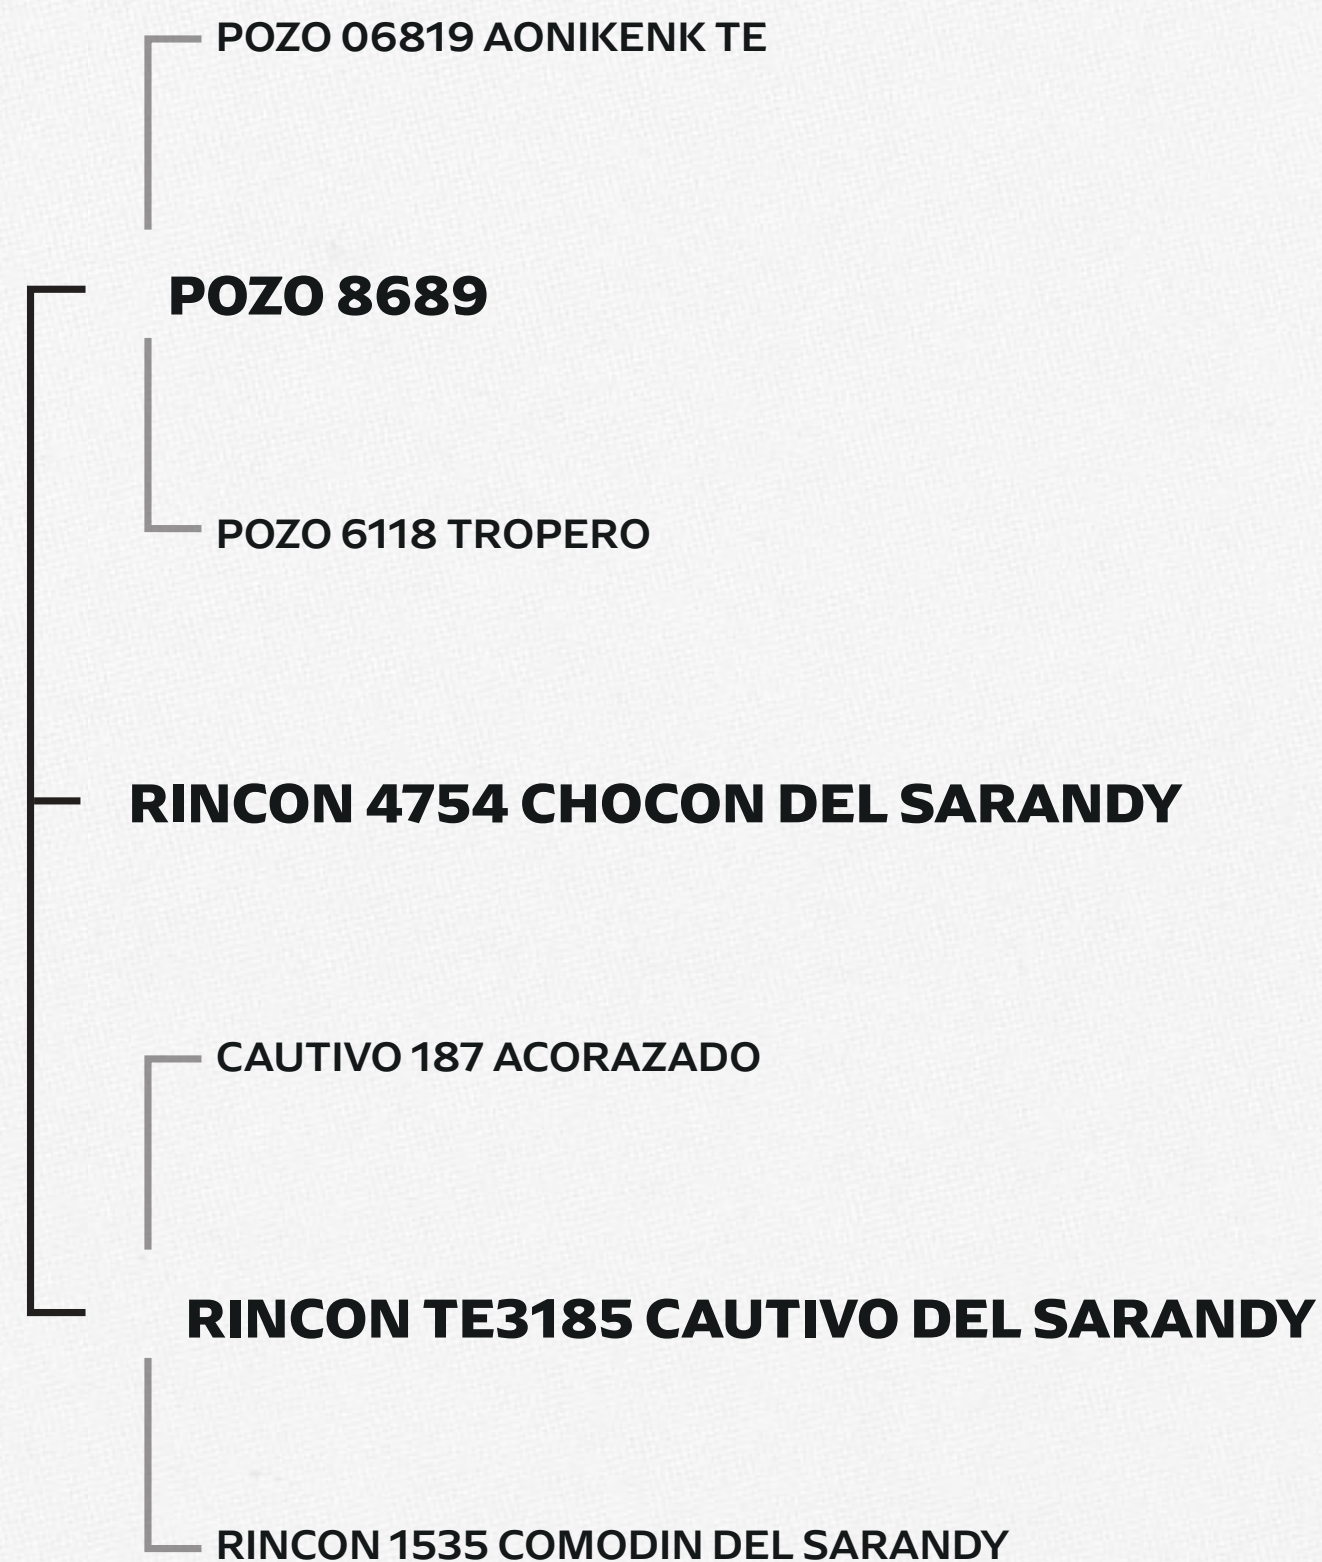 POZO 06819 AONIKENK TE
POZO 8689
POZO 6118 TROPERO
RINCON 4754 CHOCON DEL SARANDY
CAUTIVO 187 ACORAZADO
RINCON TE3185 CAUTIVO DEL SARANDY
RINCON 1535 COMODIN DEL SARANDY